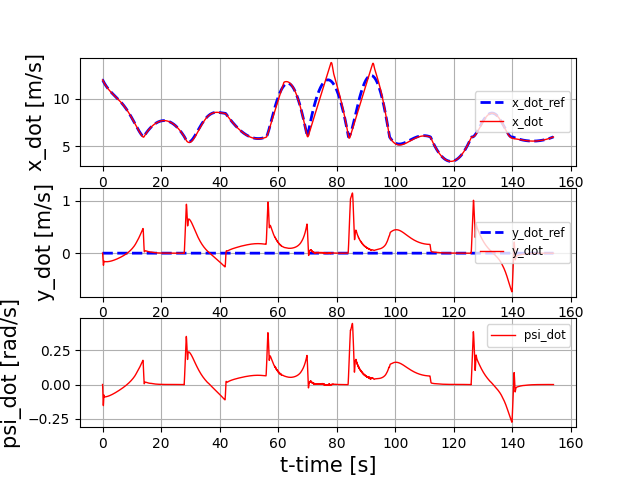 x_dot [m/s]
10
5
x_dot_ref
x_dot
0 20 40 60 80 100 120 140 160
y_dot [m/s]
1
0
y_dot_ref
y_dot
0 20 40 60 80 100 120 140 160
psi_dot [rad/s]
0.25
0.00
−0.25
psi_dot
0 20 40 60 80 100 120 140 160
t-time [s]